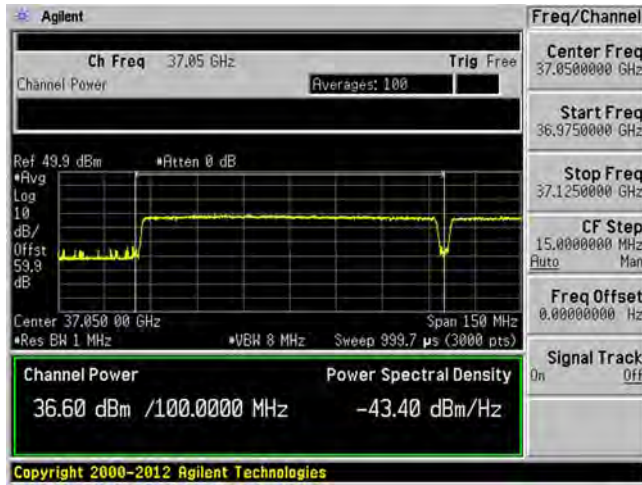 Agilent
Freq/Channel
Ch Freq 37.05 GHz Trig Free
Channel Power Averages: 100
Ref 49.9 dBm *Atten 0 dB
*Avg
Log
10
dB/
Offst
59.9
dB
Center 37.050 00 GHz Span 150 MHz
*Res BW 1 MHz *VBW 8 MHz Sweep 999.7 µs (3000 pts)
Channel Power Power Spectral Density
36.60 dBm /100.0000 MHz -43.40 dBm/Hz
Copyright 2000-2012 Agilent Technologies
Center Freq
37.0500000 GHz
Start Freq
36.9750000 GHz
Stop Freq
37.1250000 GHz
CF Step
15.0000000 MHz
Auto Man
Freq Offset
0.00000000 Hz
Signal Track
On Off